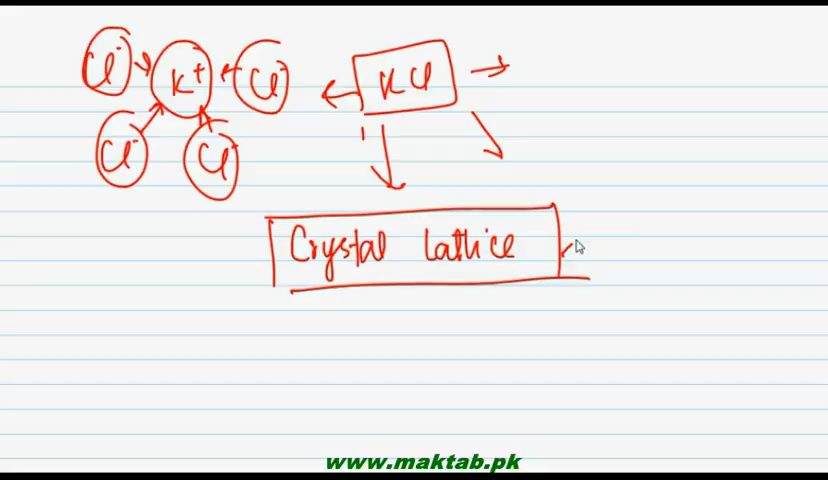 Cl⁻ K⁺ Cl⁻ KCl
Cl⁻ Cl⁻
Crystal Lattice
www.maktab.pk